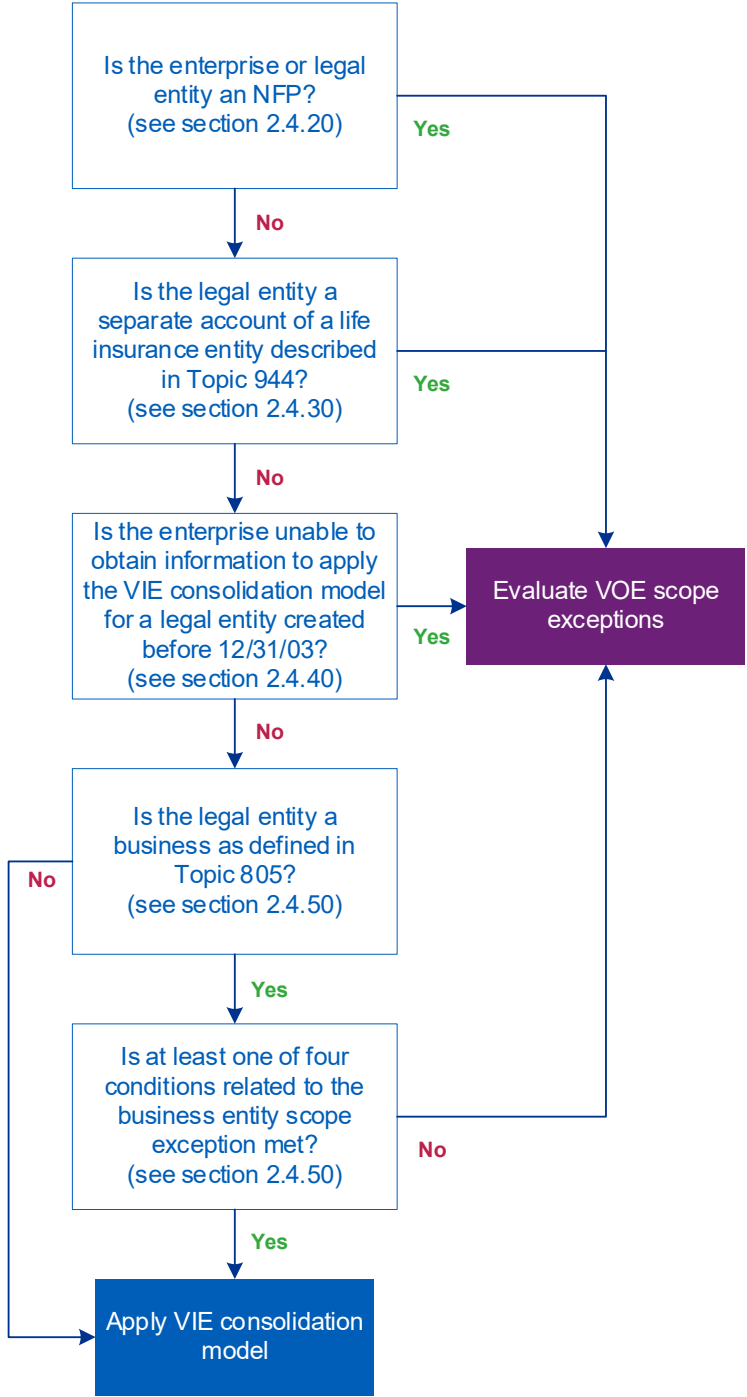 Is the enterprise or legal
entity an NFP?
(see section 2.4.20)
Yes
No
Is the legal entity a
separate account of a life
insurance entity described
in Topic 944?
(see section 2.4.30)
Yes
No
Is the enterprise unable to
obtain information to apply
the VIE consolidation model
for a legal entity created
before 12/31/03?
(see section 2.4.40)
Yes
Evaluate VOE scope
exceptions
No
Is the legal entity a
business as defined in
Topic 805?
(see section 2.4.50)
No
Yes
Is at least one of four
conditions related to the
business entity scope
exception met?
(see section 2.4.50)
No
Yes
Apply VIE consolidation
model